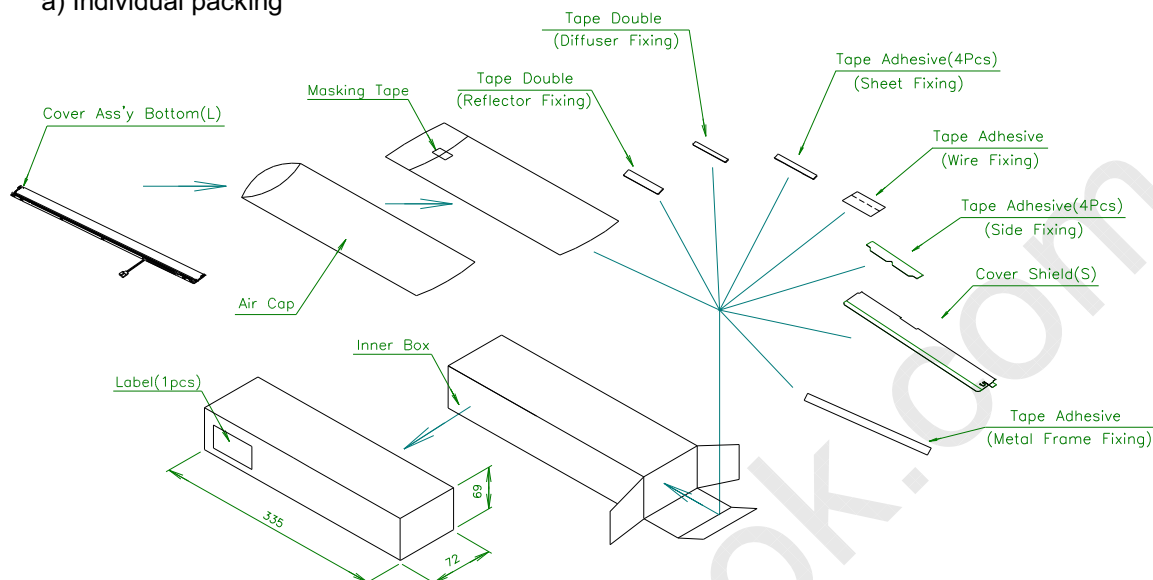 a) Individual packing
Tape Double
(Diffuser Fixing)
Tape Adhesive(4Pcs)
(Sheet Fixing)
Tape Double
(Reflector Fixing)
Masking Tape
Cover Ass'y Bottom(L)
Tape Adhesive
(Wire Fixing)
Tape Adhesive(4Pcs)
(Side Fixing)
Cover Shield(S)
Air Cap
Inner Box
Label(1pcs)
Tape Adhesive
(Metal Frame Fixing)
69
335
72
ok.com